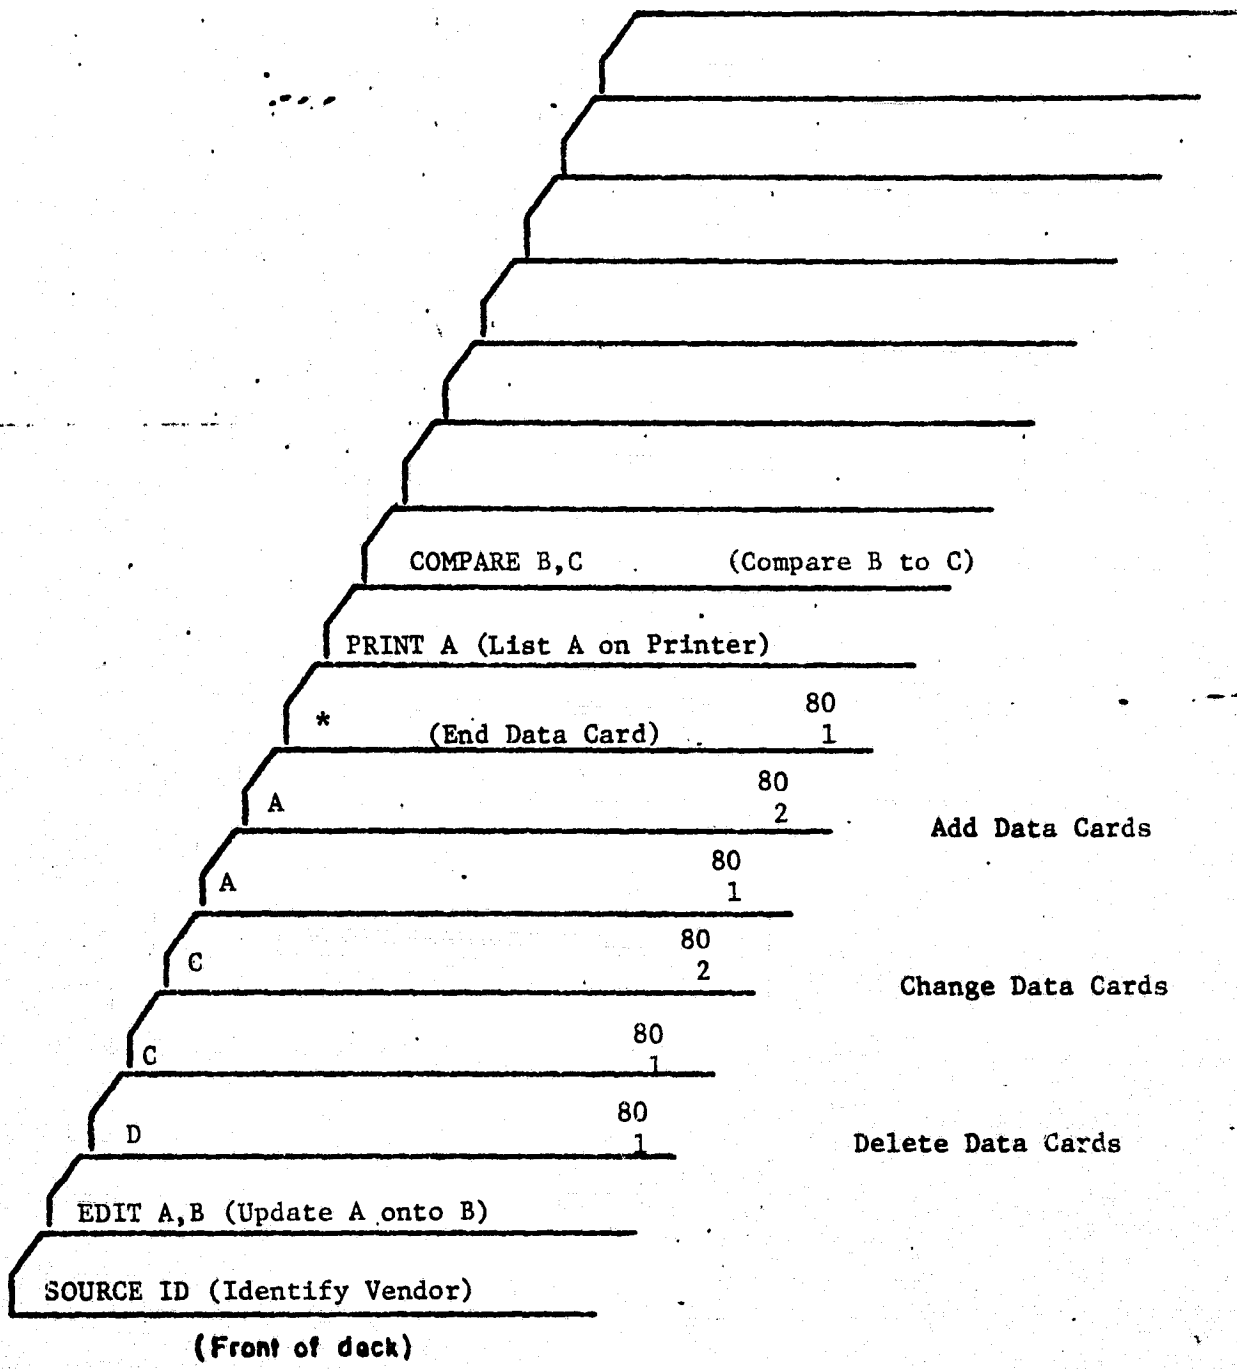 COMPARE B,C (Compare B to C)
PRINT A (List A on Printer)
80
* (End Data Card) 1
80
A 2
Add Data Cards
80
A 1
80
C 2
Change Data Cards
80
C 1
80
D 1
Delete Data Cards
EDIT A,B (Update A onto B)
SOURCE ID (Identify Vendor)
(Front of deck)